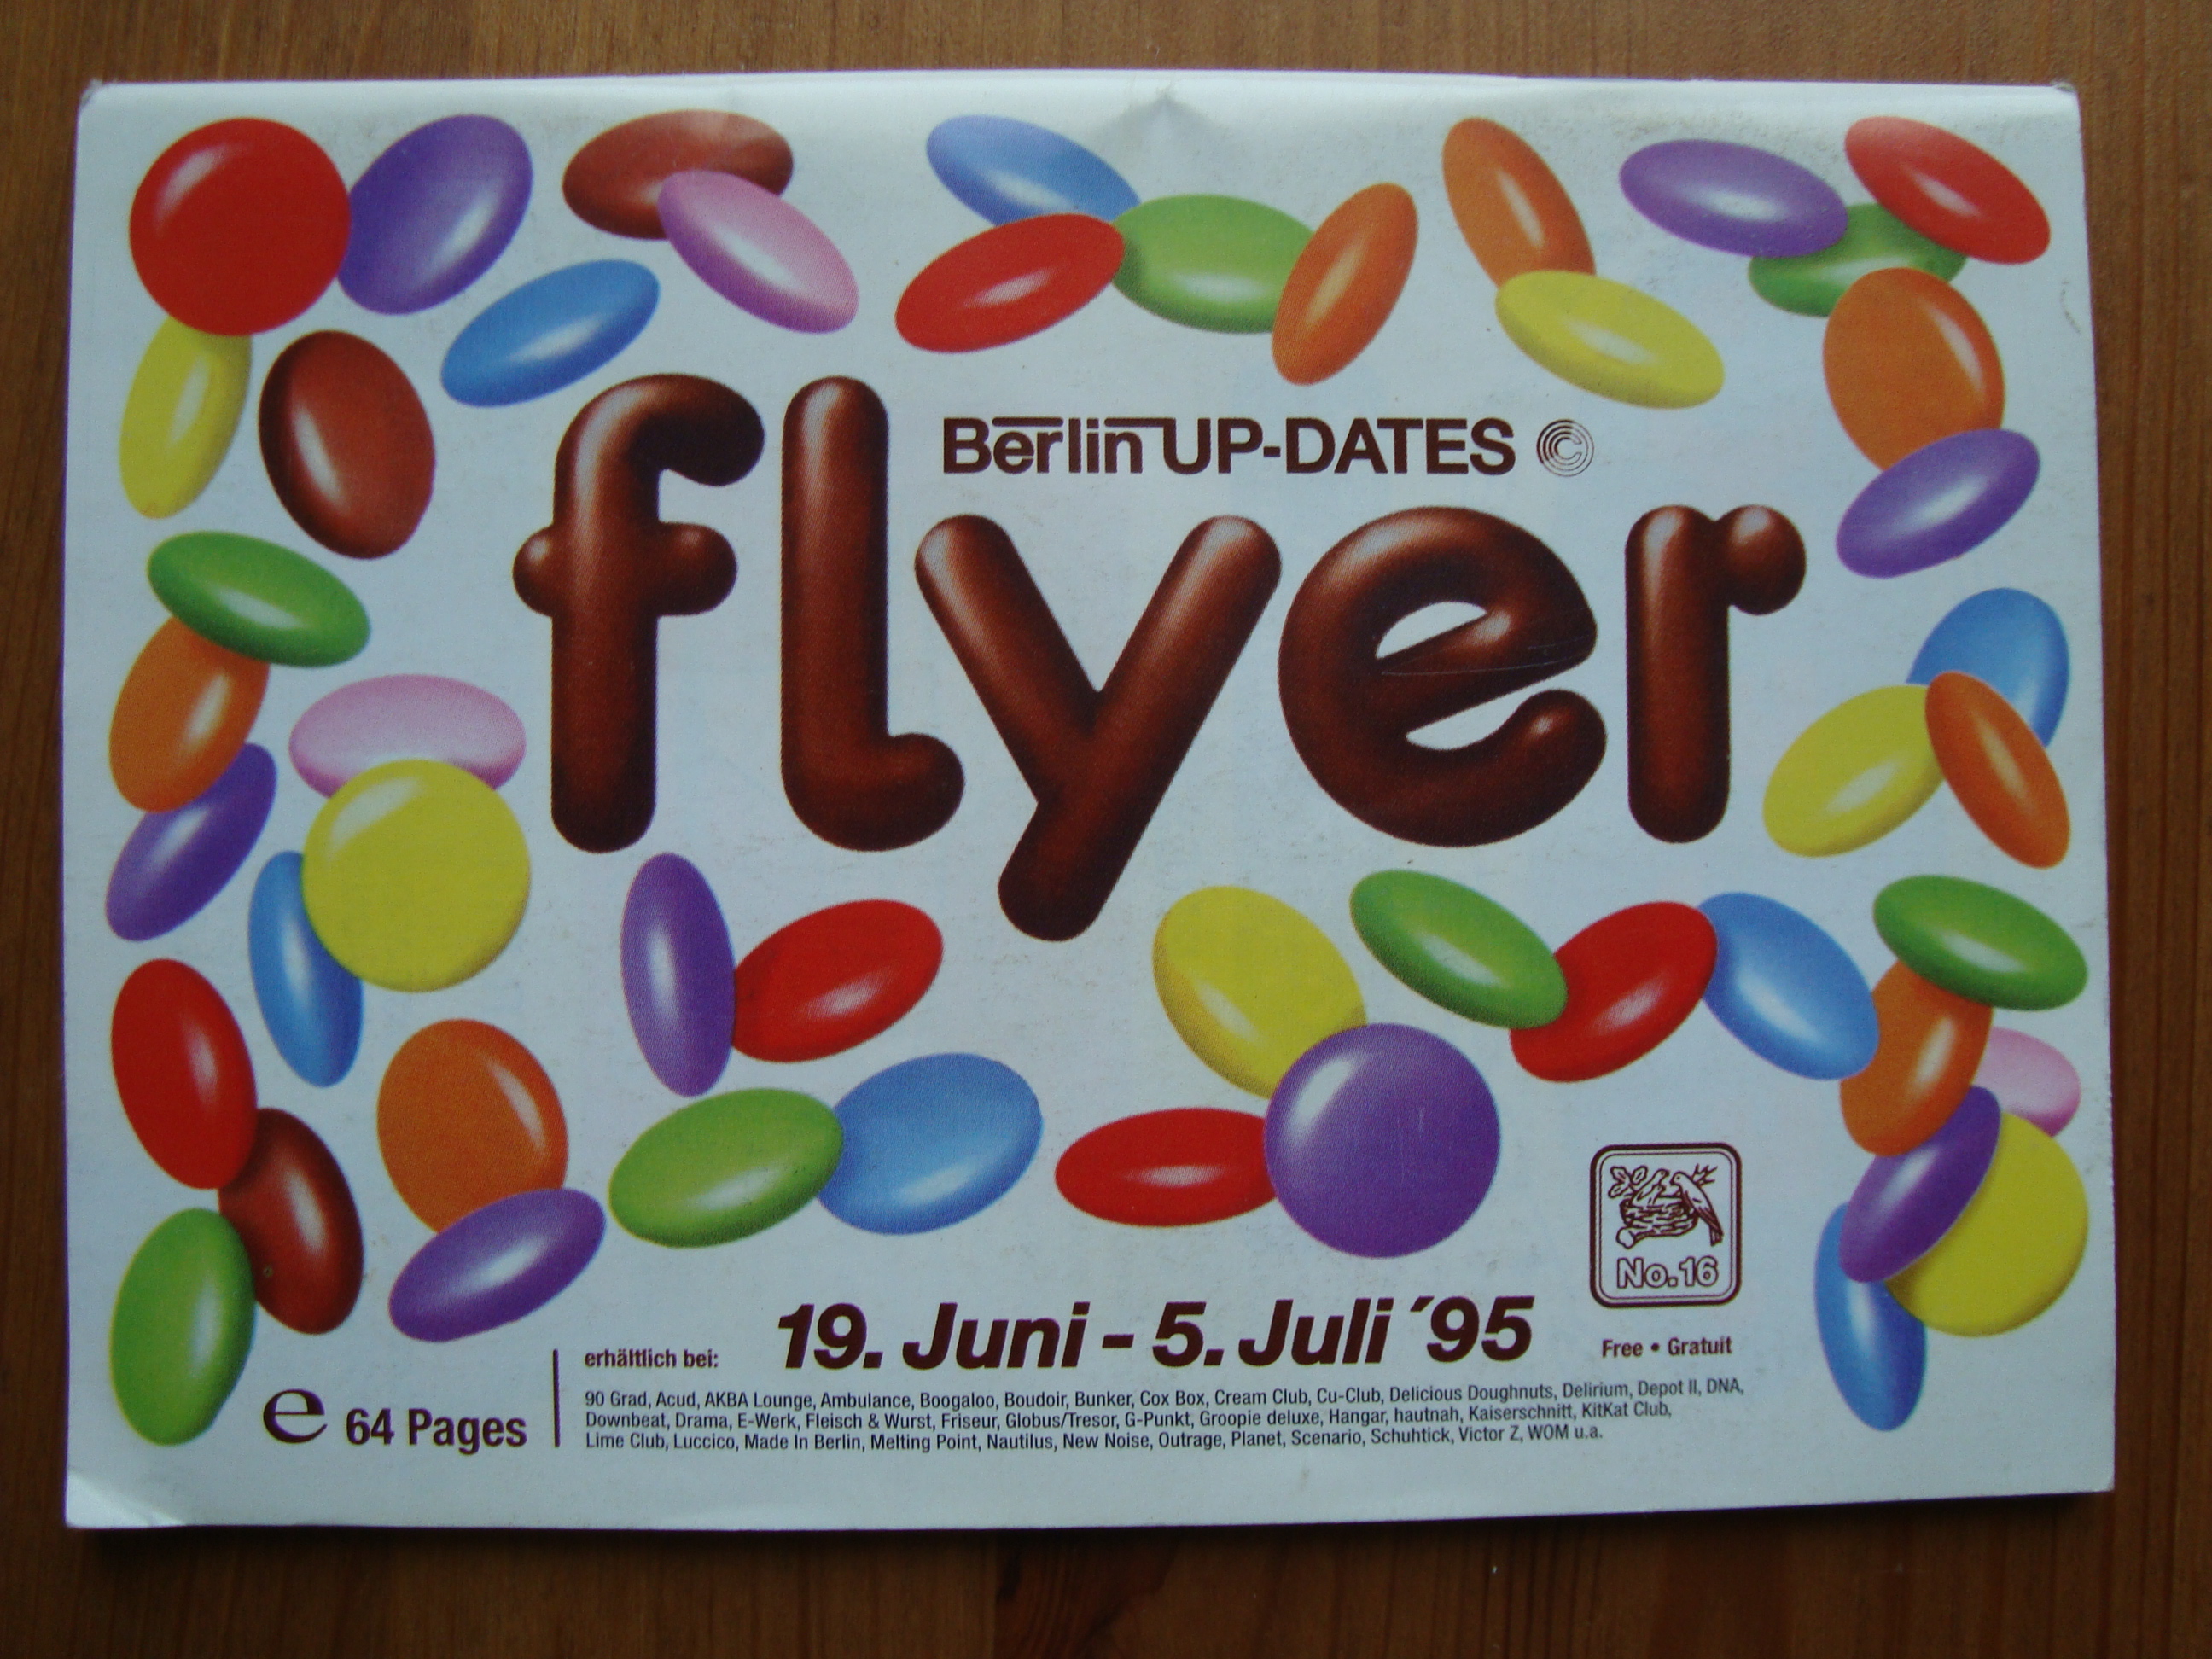 Berlin UP-DATES ©
flyer
No.16
19. Juni - 5. Juli ´95
Free • Gratuit
erhältlich bei:
90 Grad, Acud, AKBA Lounge, Ambulance, Boogaloo, Boudoir, Bunker, Cox Box, Cream Club, Cu-Club, Delicious Doughnuts, Delirium, Depot II, DNA,
Downbeat, Drama, E-Werk, Fleisch & Wurst, Friseur, Globus/Tresor, G-Punkt, Groopie deluxe, Hangar, hautnah, Kaiserschnitt, KitKat Club,
Lime Club, Luccico, Made In Berlin, Melting Point, Nautilus, New Noise, Outrage, Planet, Scenario, Schuhtick, Victor Z, WOM u.a.
e 64 Pages